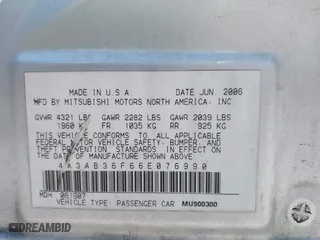 MADE IN U.S.A DATE JUN 2006
MFD BY MITSUBISHI MOTORS NORTH AMERICA, INC.
GVWR 4321 LBS GAWR 2282 LBS GAWR 2039 LBS
1960 KG FR 1035 KG RR 925 KG
THIS VEHICLE CONFORMS TO ALL APPLICABLE FEDERAL
MOTOR VEHICLE SAFETY, BUMPER, AND
THEFT PREVENTION STANDARDS IN EFFECT ON THE
DATE OF MANUFACTURE SHOWN ABOVE.
4A3AB36F66E076990
MDH 061907
VEHICLE TYPE: PASSENGER CAR MU900300